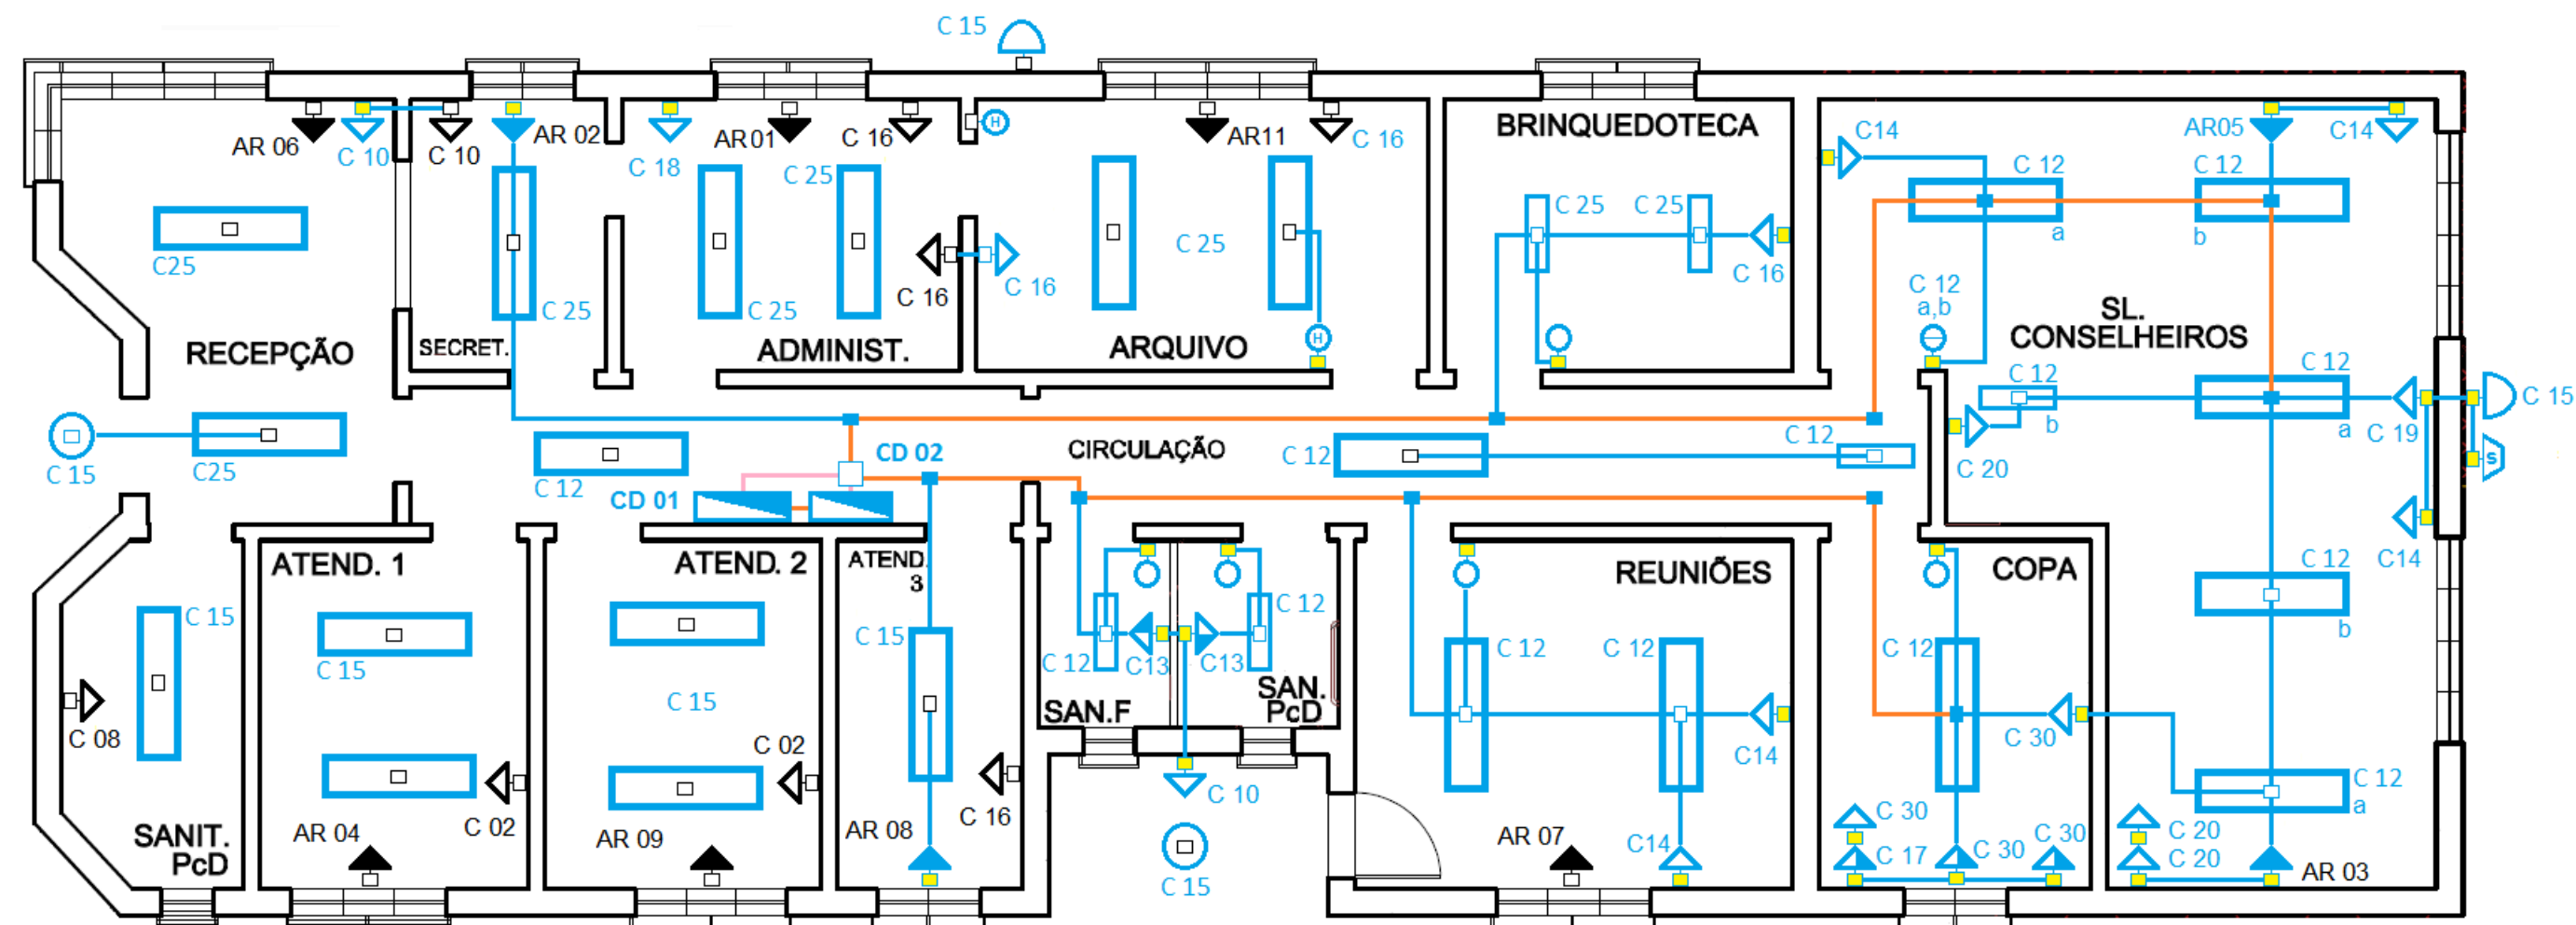 C 15
AR 06
C 10
C 10
AR 02
C 18
AR01
C 16
H
AR11
C 16
BRINQUEDOTECA
C14
AR05
C14
C25
C 25
C 25
C 25
C 16
C 16
C 25
C 25
C 25
C 16
C 12
a
C 12
b
C 12
a,b
RECEPÇÃO
SECRET.
ADMINIST.
ARQUIVO
H
SL.
CONSELHEIROS
C 15
C25
C 12
CD 02
CD 01
CIRCULAÇÃO
C 12
C 12
C 20
C 12
b
C 12
a
C 19
C 15
S
C14
ATEND. 1
ATEND. 2
ATEND.
3
REUNIÕES
COPA
C 12
b
C 15
C 15
C 15
C 15
C 12
C13
C13
C 12
C 12
C 12
C 12
C 08
SAN.F
SAN.
PcD
C14
C 30
SANIT.
PcD
AR 04
C 02
AR 09
C 02
AR 08
C 16
C 10
C 15
AR 07
C14
C 30
C 17
C 30
C 30
C 20
C 20
C 12
a
AR 03